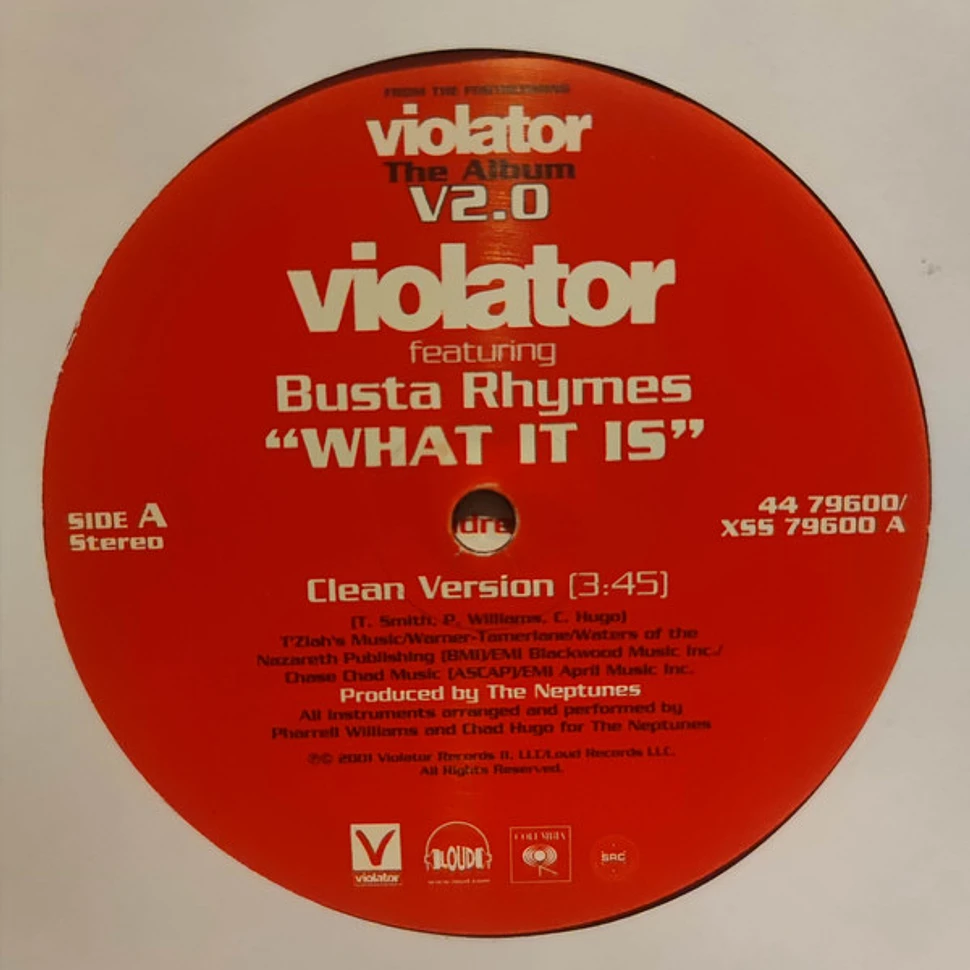 FROM THE FORTHCOMING
violator
The Album
V2.0
violator
featuring
Busta Rhymes
“WHAT IT IS”
SIDE A
Stereo
44 79600/
XSS 79600 A
dre
Clean Version (3:45)
(T. Smith, P. Williams, C. Hugo)
T'Ziah's Music/Warner-Tamerlane/Waters of the
Nazareth Publishing (BMI)/EMI Blackwood Music Inc./
Chase Chad Music (ASCAP)/EMI April Music Inc.
Produced by The Neptunes
All instruments arranged and performed by
Pharrell Williams and Chad Hugo for The Neptunes
℗© 2001 Violator Records II, LLC/Loud Records LLC.
All Rights Reserved.
V
violator
LOUD
COLUMBIA
SRC